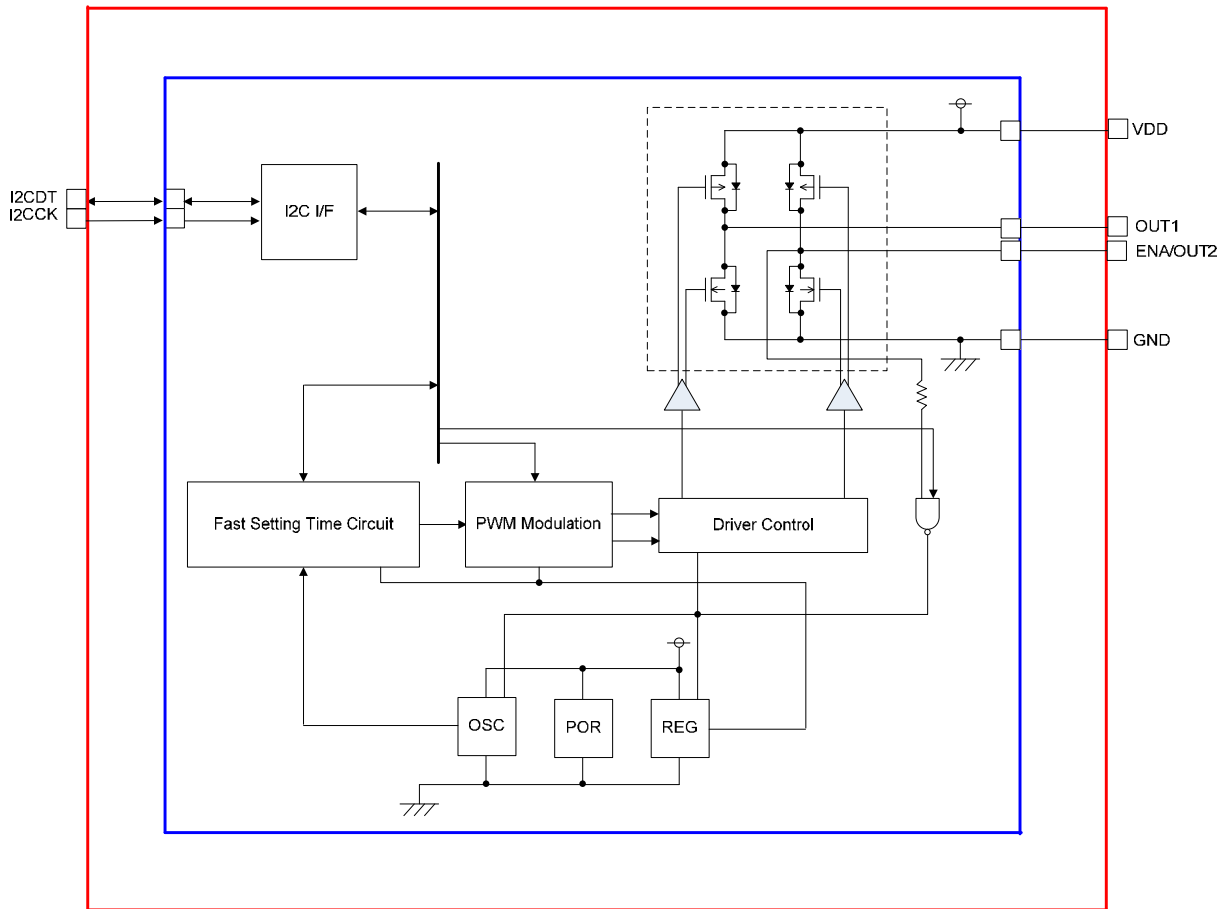 VDD
I2CDT
I2CCK
I2C I/F
OUT1
ENA/OUT2
GND
Fast Setting Time Circuit
PWM Modulation
Driver Control
OSC
POR
REG